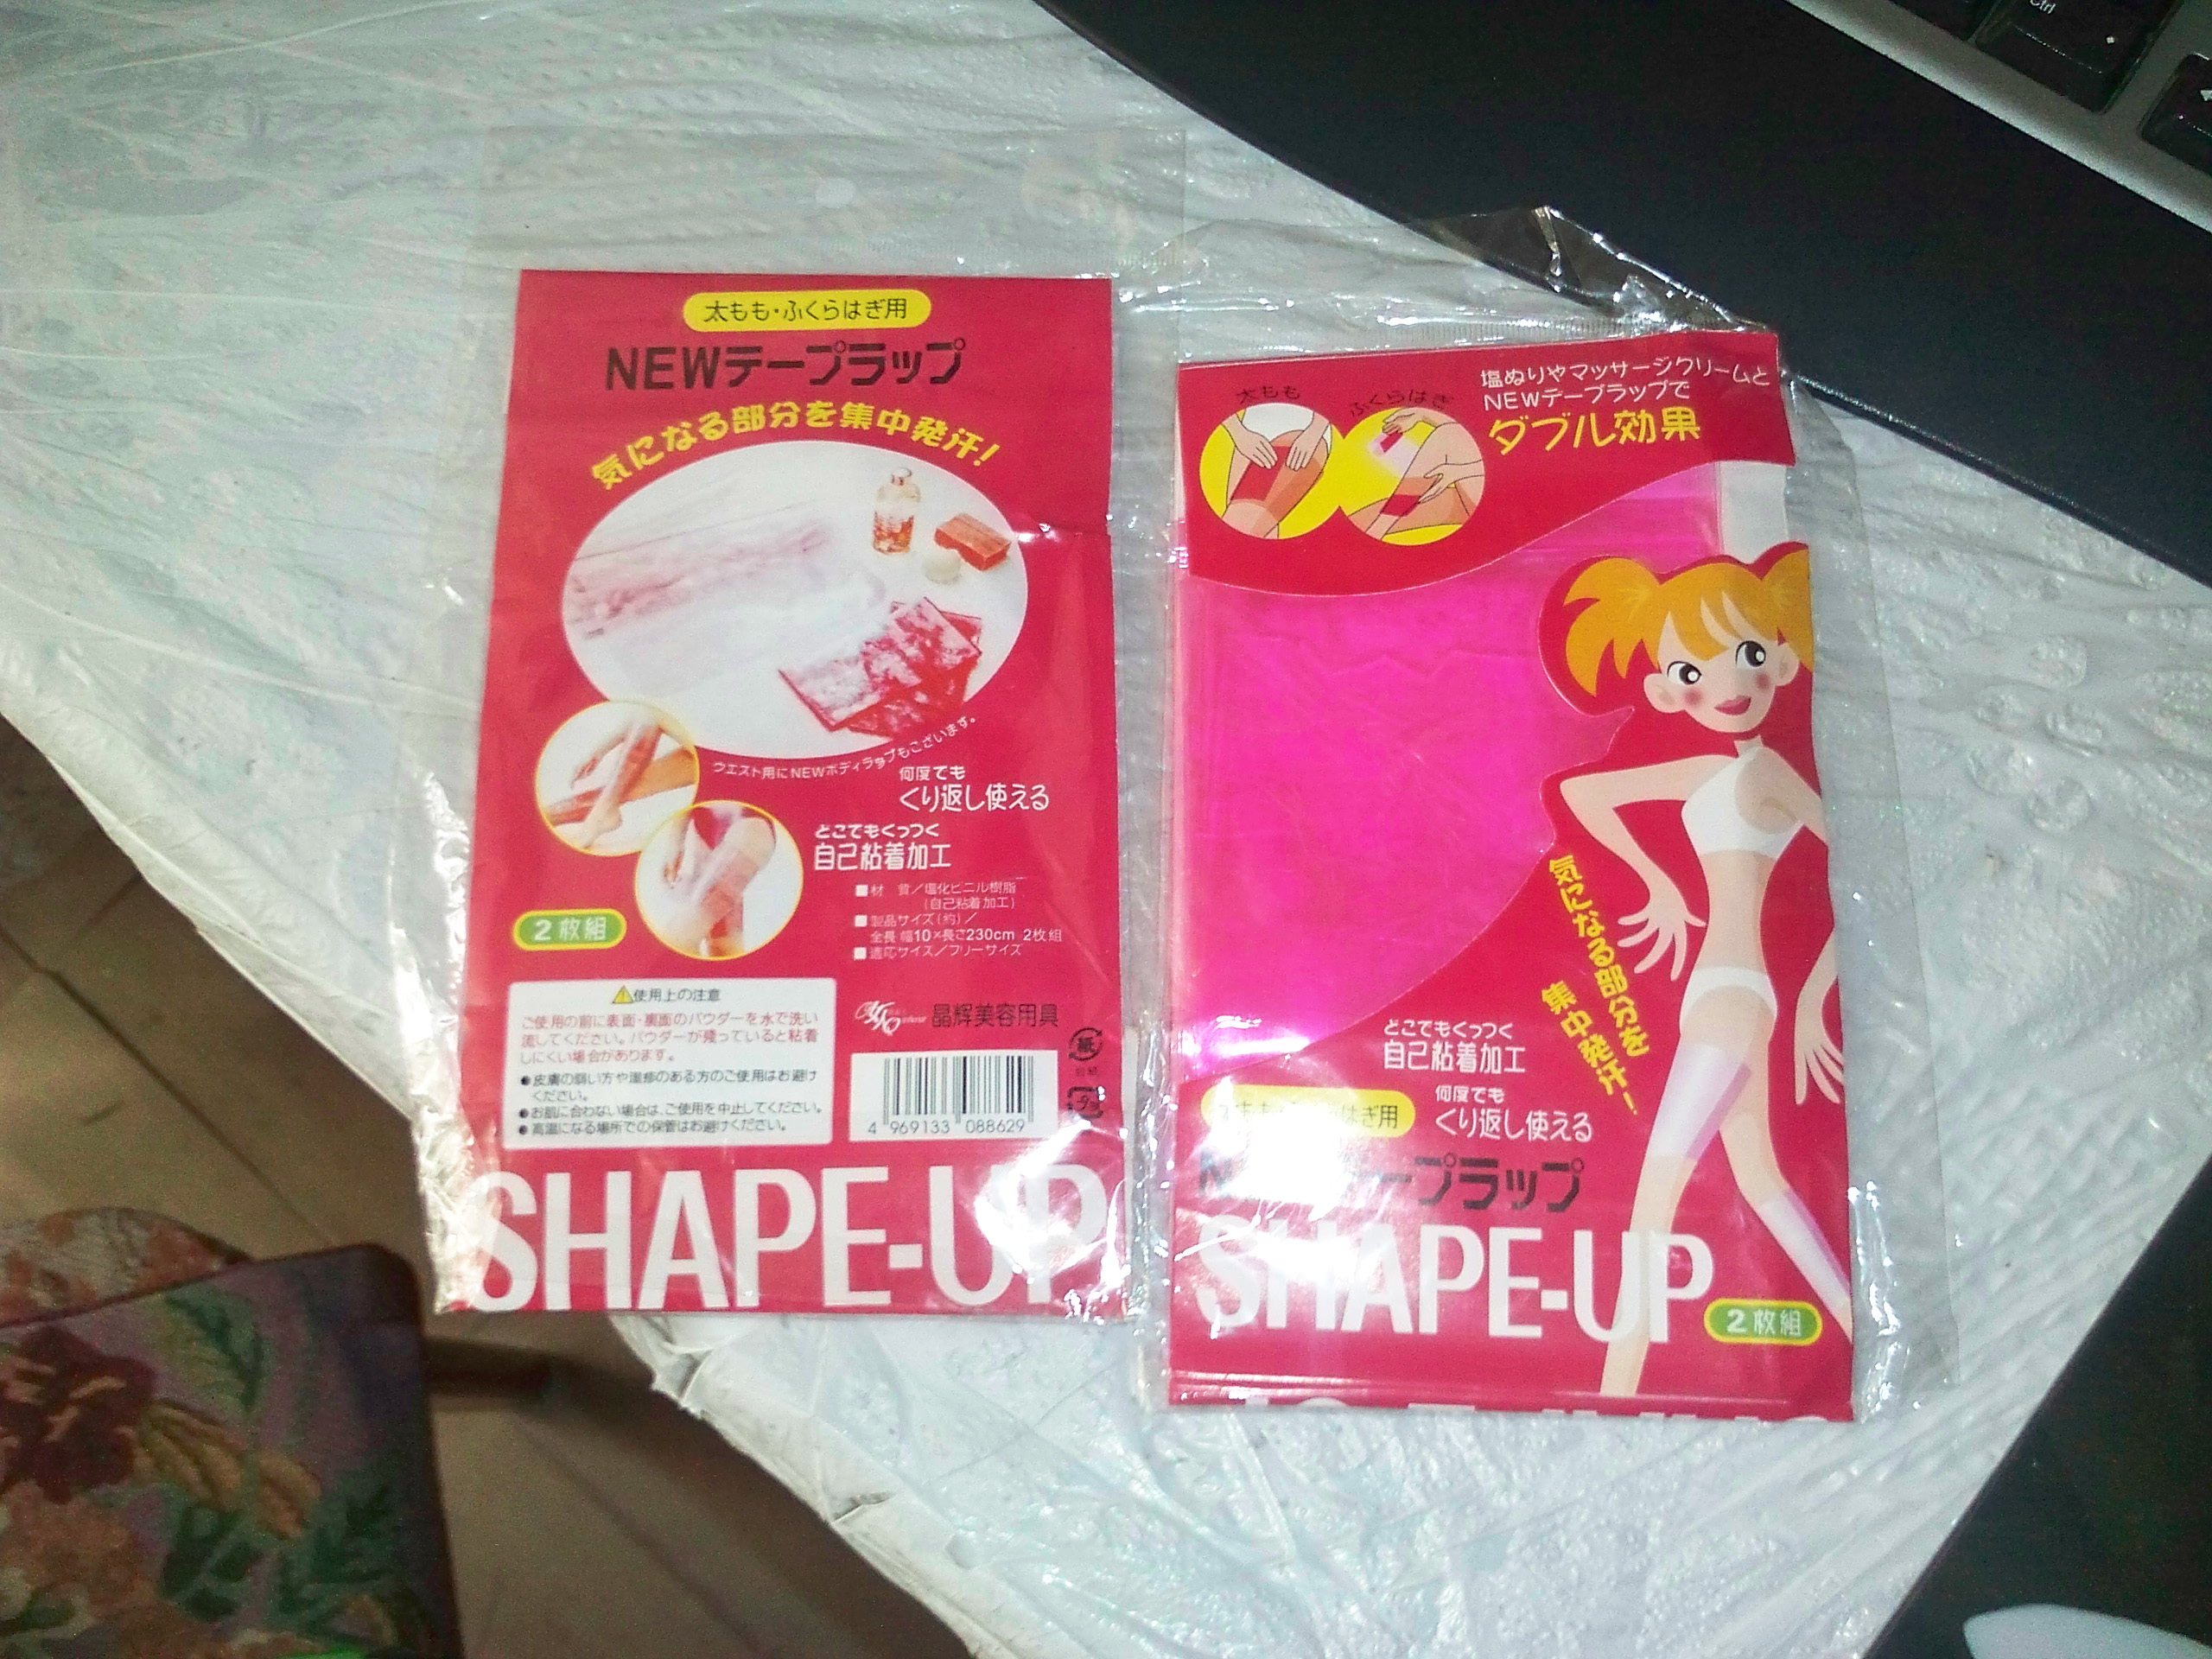 太もも・ふくらはぎ用
NEWテープラップ
気になる部分を集中発汗!
ウエスト用にNEWボディラップもございます。
何度でも
くり返し使える
どこでもくっつく
自己粘着加工
■材 質/塩化ビニル樹脂
(自己粘着加工)
■製品サイズ(約)/
全長 幅10×長さ230cm 2枚組
■適応サイズ/フリーサイズ
2枚組
使用上の注意
ご使用の前に表面・裏面のパウダーを水で洗い
流してください。パウダーが残っていると粘着
しにくい場合があります。
●皮膚の弱い方や湿疹のある方のご使用はお避け
ください。
●お肌に合わない場合は、ご使用を中止してください。
●高温になる場所での保管はお避けください。
晶辉美容用具
紙
台紙
4 969133 088629
SHAPE-UP
太もも
ふくらはぎ
塩ぬりやマッサージクリームと
NEWテープラップで
ダブル効果
気になる部分を
集中発汗!
どこでもくっつく
自己粘着加工
はぎ用
何度でも
くり返し使える
テープラップ
SHAPE-UP
2枚組
Ctrl